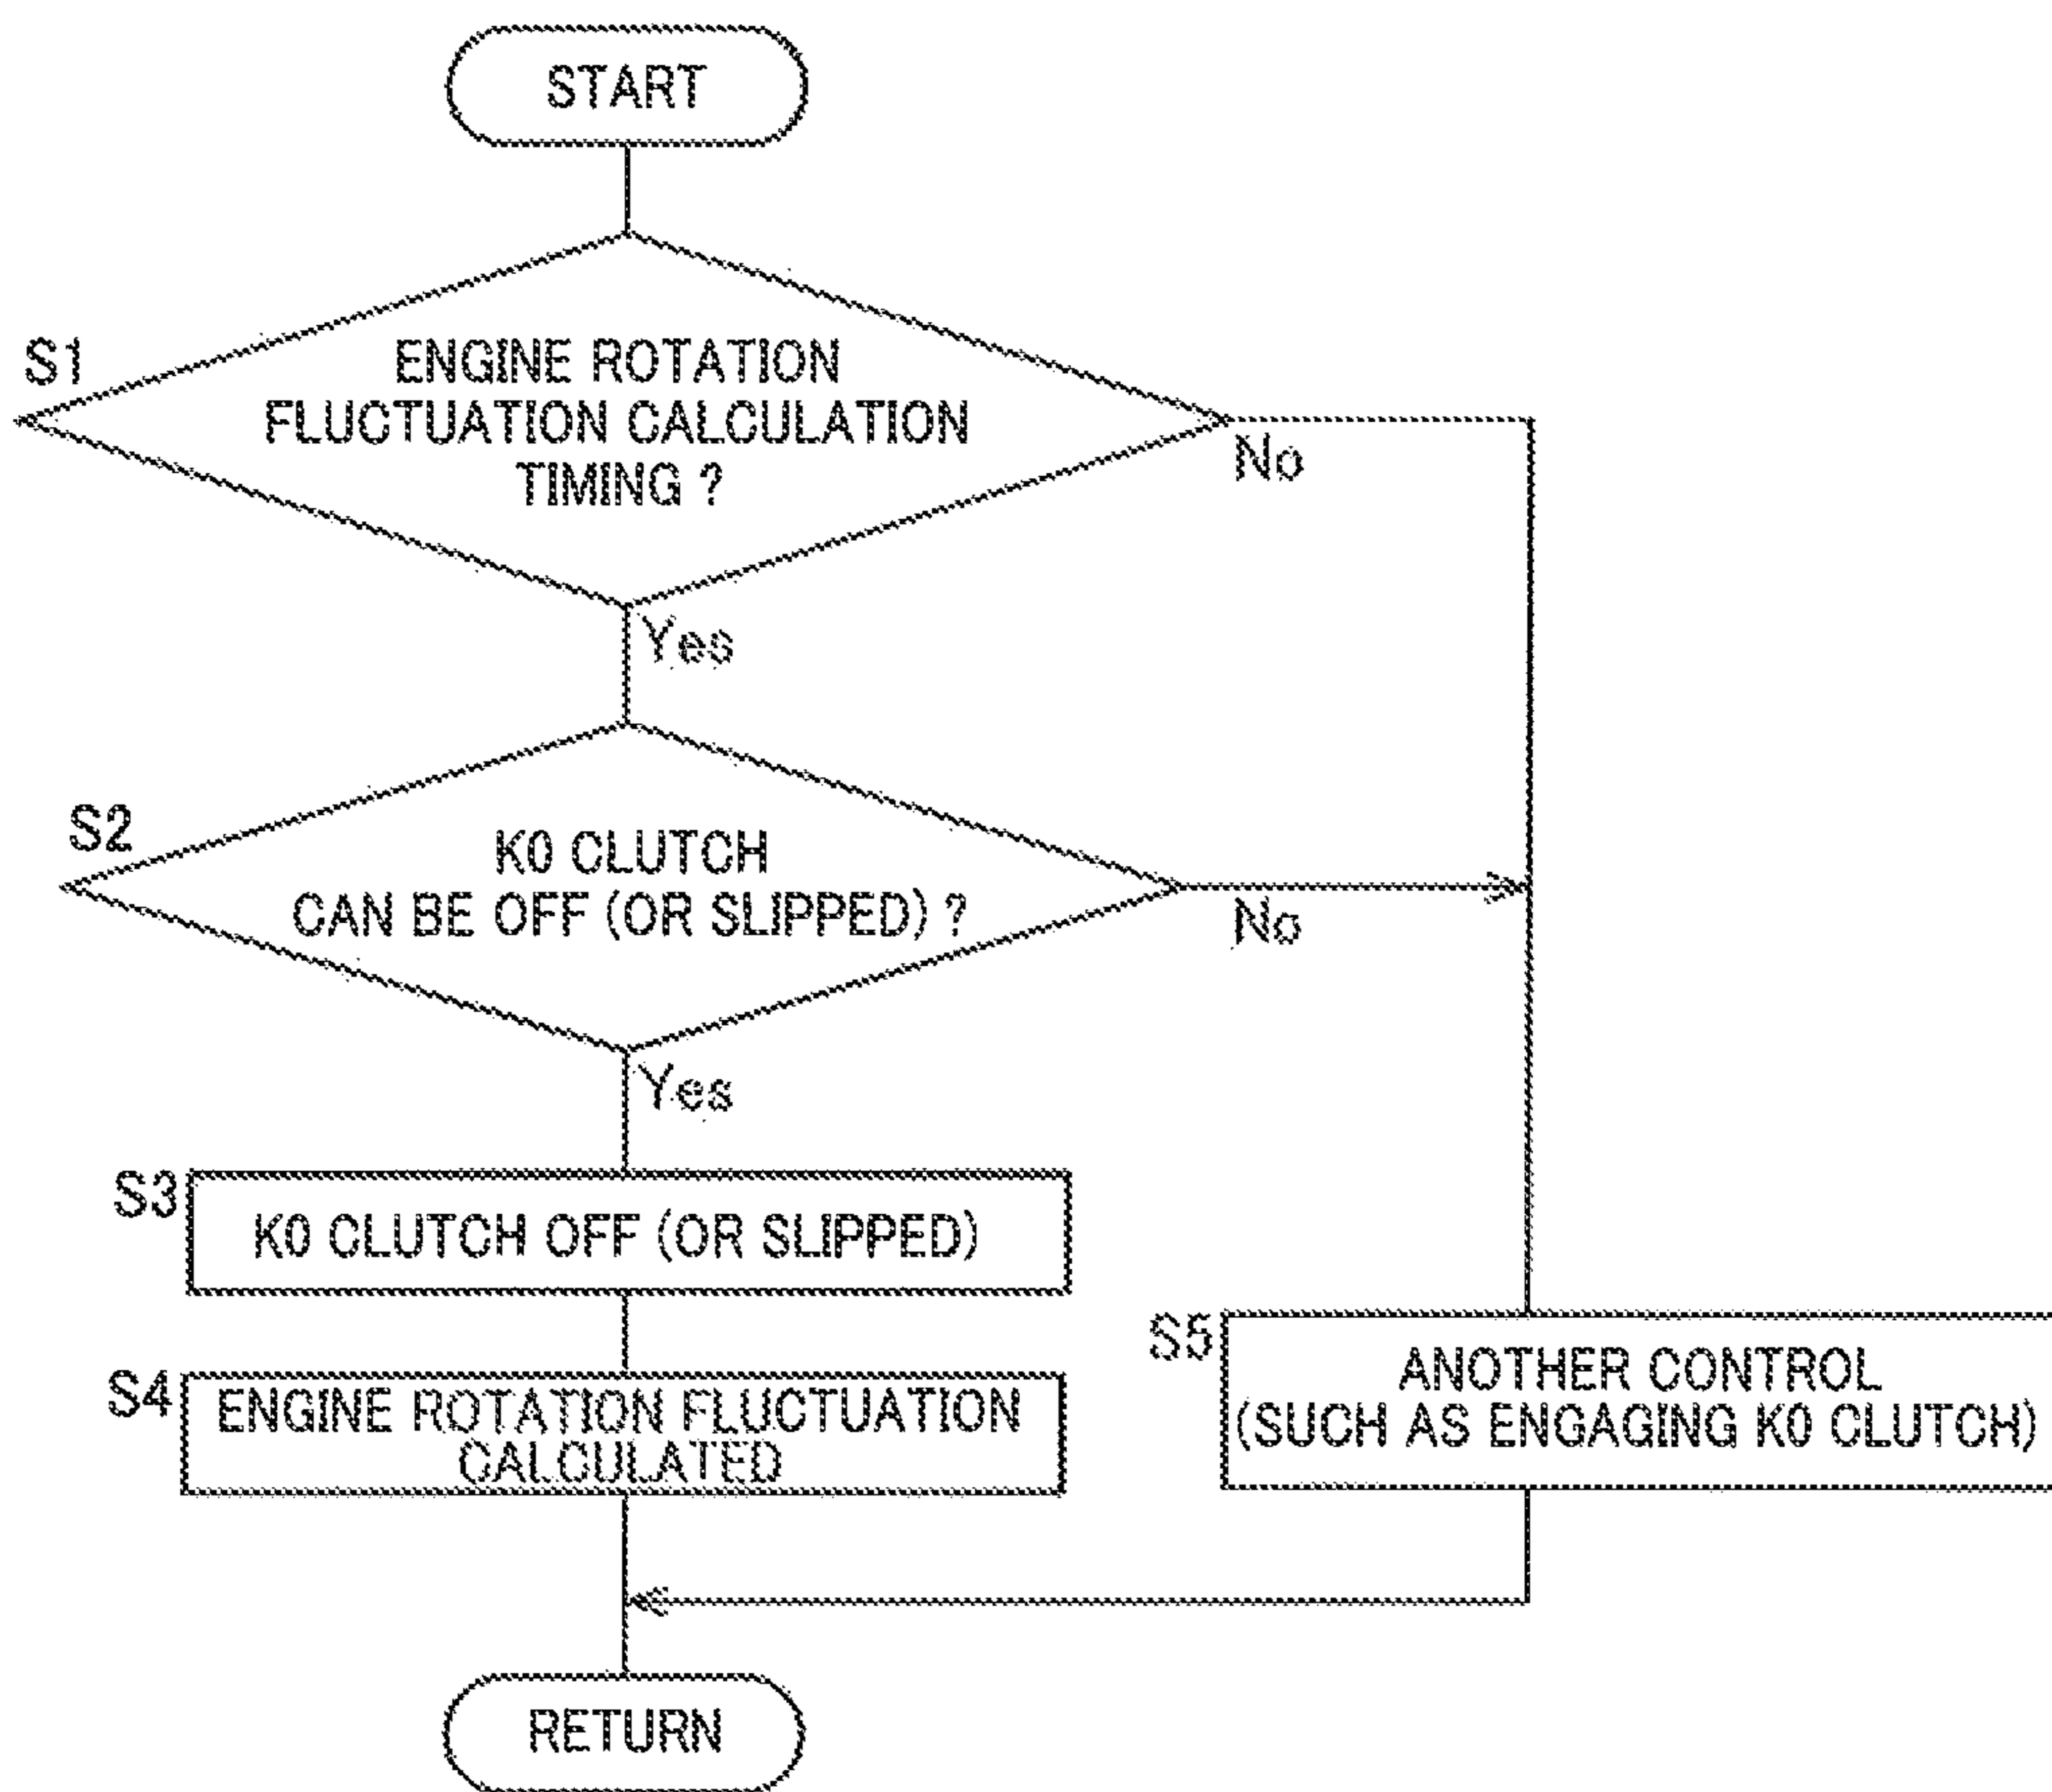 START
S1
ENGINE ROTATION
FLUCTUATION CALCULATION
TIMING ?
No
Yes
S2
K0 CLUTCH
CAN BE OFF (OR SLIPPED) ?
No
Yes
S3
K0 CLUTCH OFF (OR SLIPPED)
S4
ENGINE ROTATION FLUCTUATION
CALCULATED
S5
ANOTHER CONTROL
(SUCH AS ENGAGING K0 CLUTCH)
RETURN